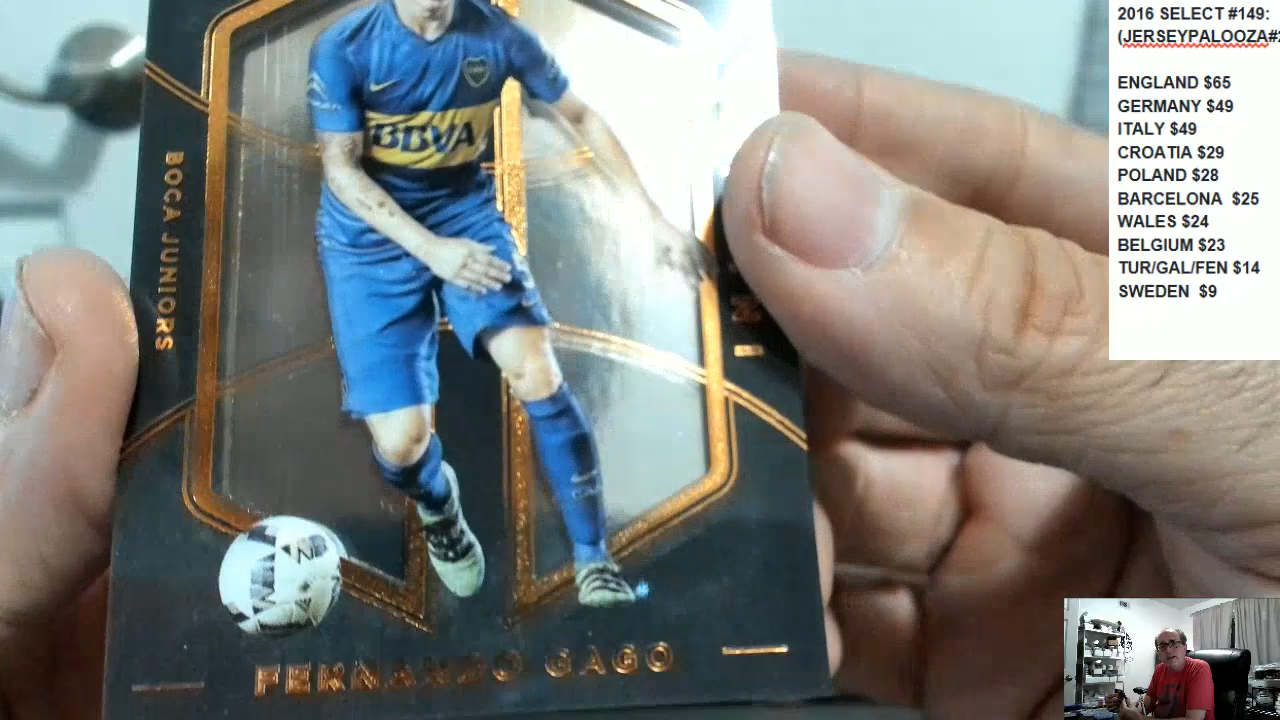 BOCA JUNIORS
BBVA
FERNANDO GAGO
2016 SELECT #149:
(JERSEYPALOOZA#
ENGLAND $65
GERMANY $49
ITALY $49
CROATIA $29
POLAND $28
BARCELONA $25
WALES $24
BELGIUM $23
TUR/GAL/FEN $14
SWEDEN $9